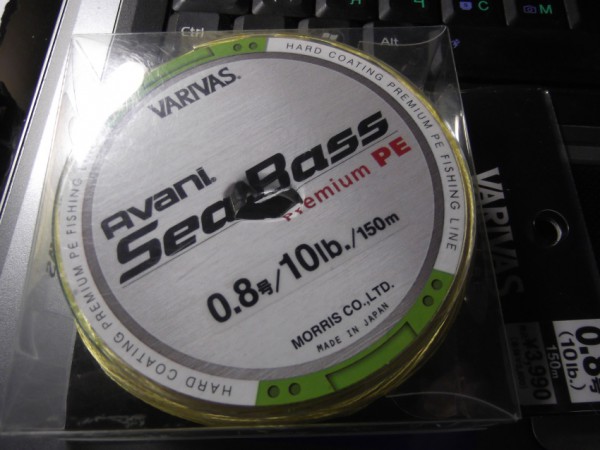 Я
Ч
С
М
Ctrl
Alt
VARIVAS®
HARD COATING PREMIUM PE FISHING LINE
Avani
SeaBass
Premium PE
0.8号/10lb./150m
MORRIS CO.,LTD.
MADE IN JAPAN
HARD COATING PREMIUM PE FISHING LINE
VARIVAS
0.8号
(10lb.)
150m
¥3,990